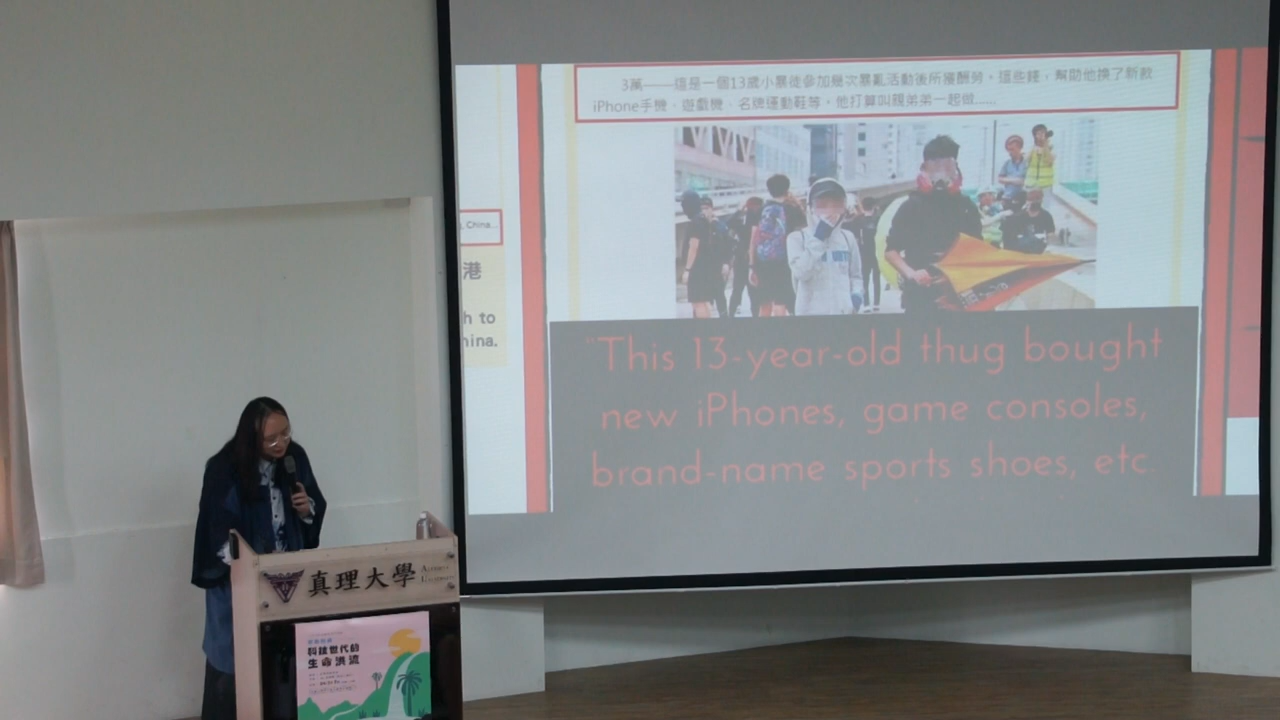 3萬——這是一個13歲小暴徒參加幾次暴亂活動後所獲酬勞。這些錢，幫助他換了新款
iPhone手機、遊戲機、名牌運動鞋等，他打算叫親弟弟一起做......
, China...
港
h to
hina.
"This 13-year-old thug bought
new iPhones, game consoles,
brand-name sports shoes, etc.
真理大學
科技世代的
生命洪流